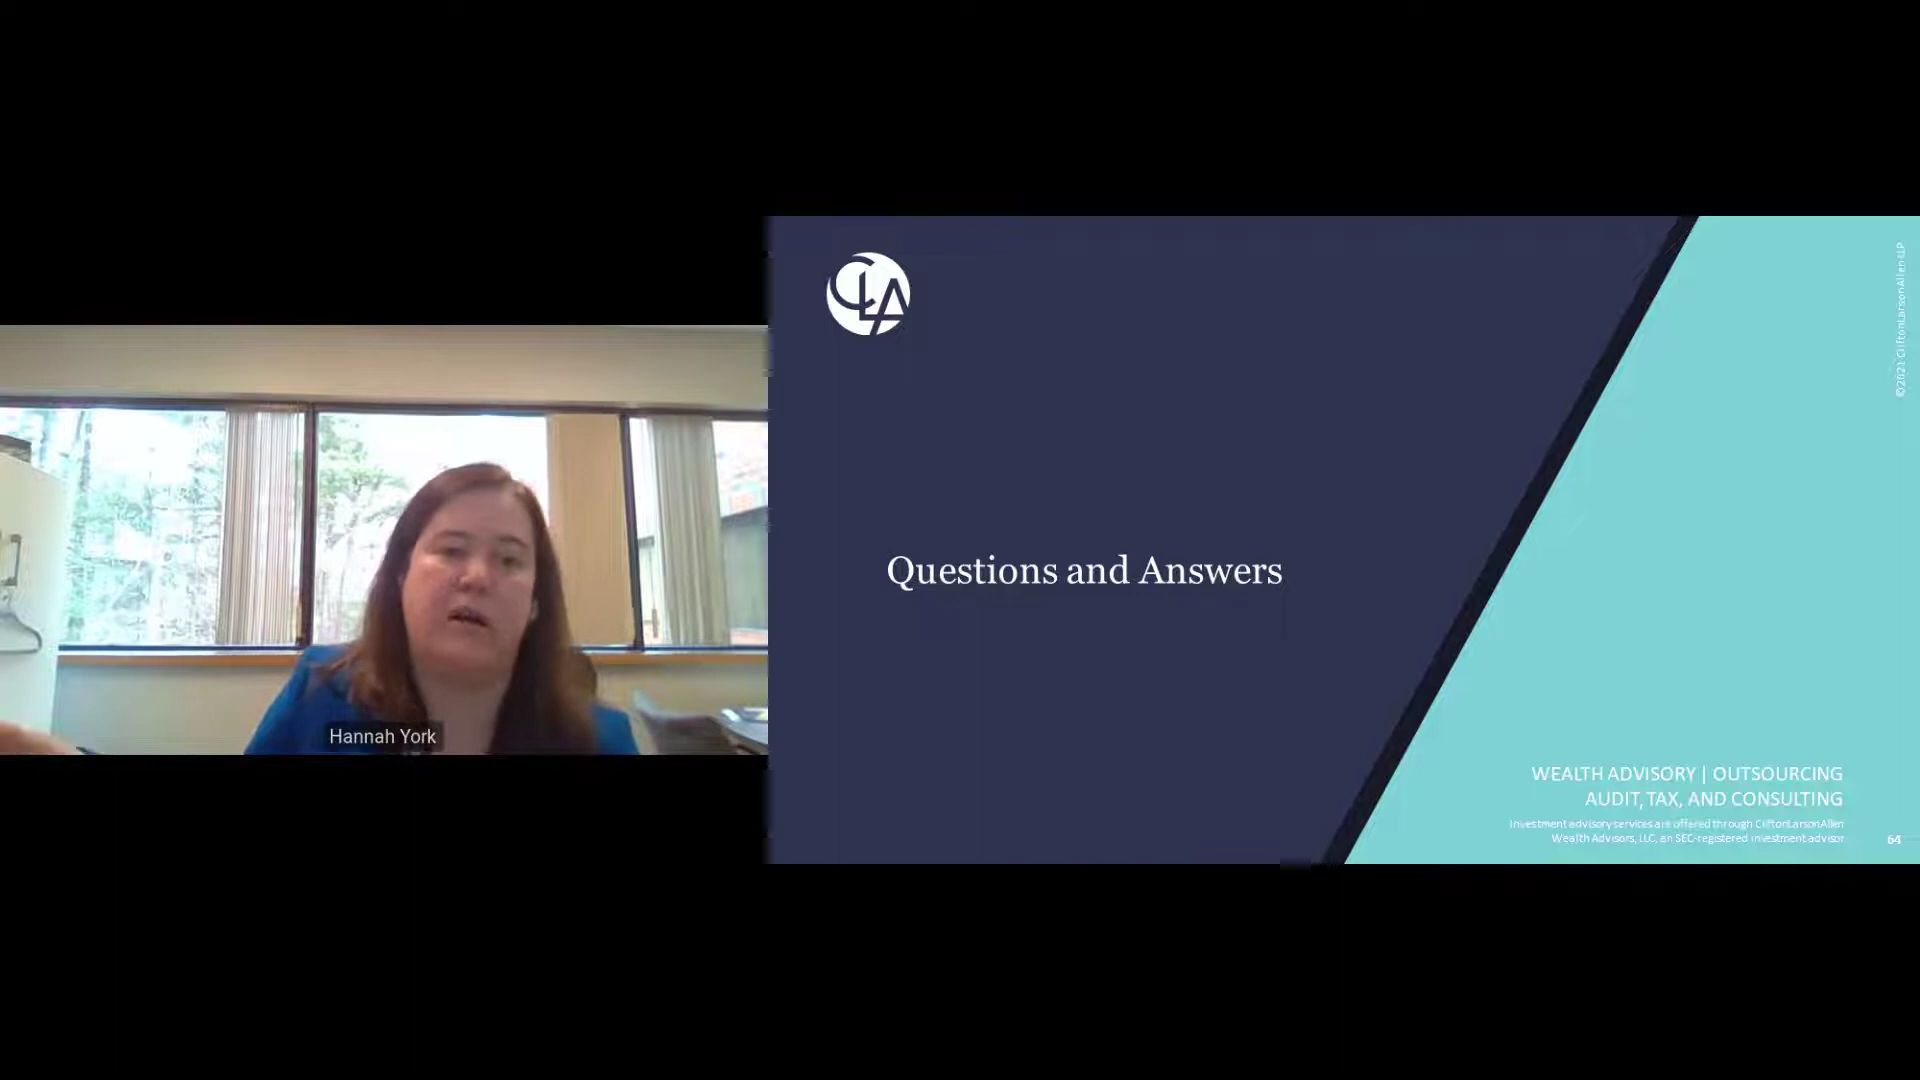 Hannah York
CLA
Questions and Answers
©2021 CliftonLarsonAllen LLP
WEALTH ADVISORY | OUTSOURCING
AUDIT, TAX, AND CONSULTING
Investment advisory services are offered through CliftonLarsonAllen
Wealth Advisors, LLC, an SEC-registered investment advisor
64